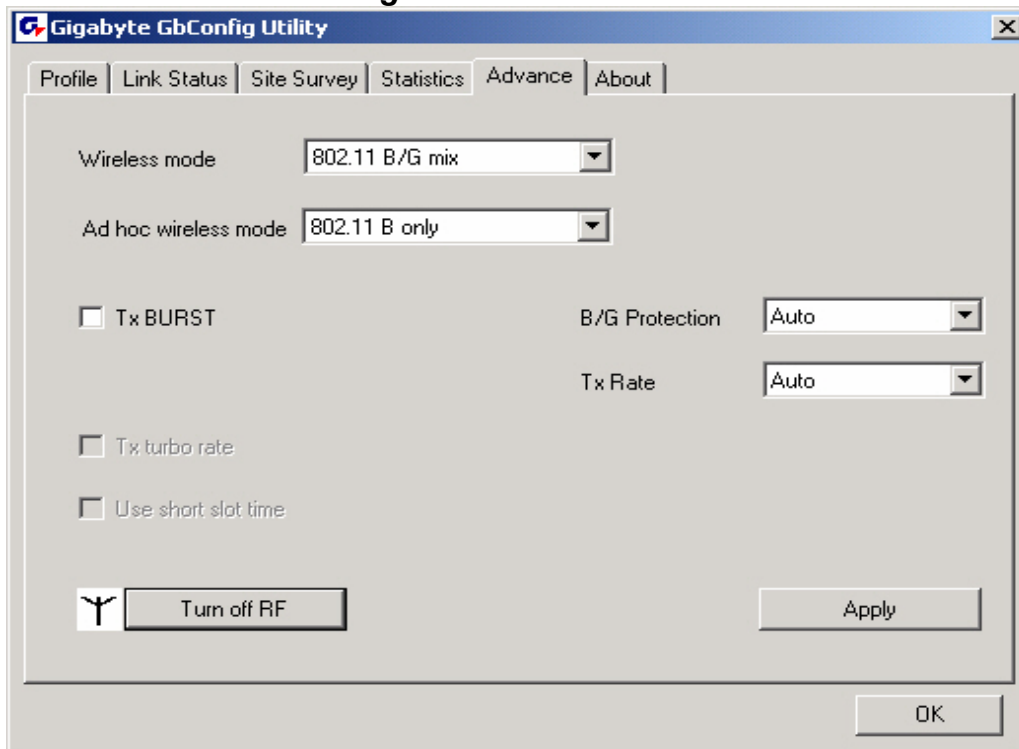 Gigabyte GbConfig Utility
Profile Link Status Site Survey Statistics Advance About
Wireless mode 802.11 B/G mix
Ad hoc wireless mode 802.11 B only
Tx BURST B/G Protection Auto
Tx Rate Auto
Tx turbo rate
Use short slot time
Turn off RF Apply
OK